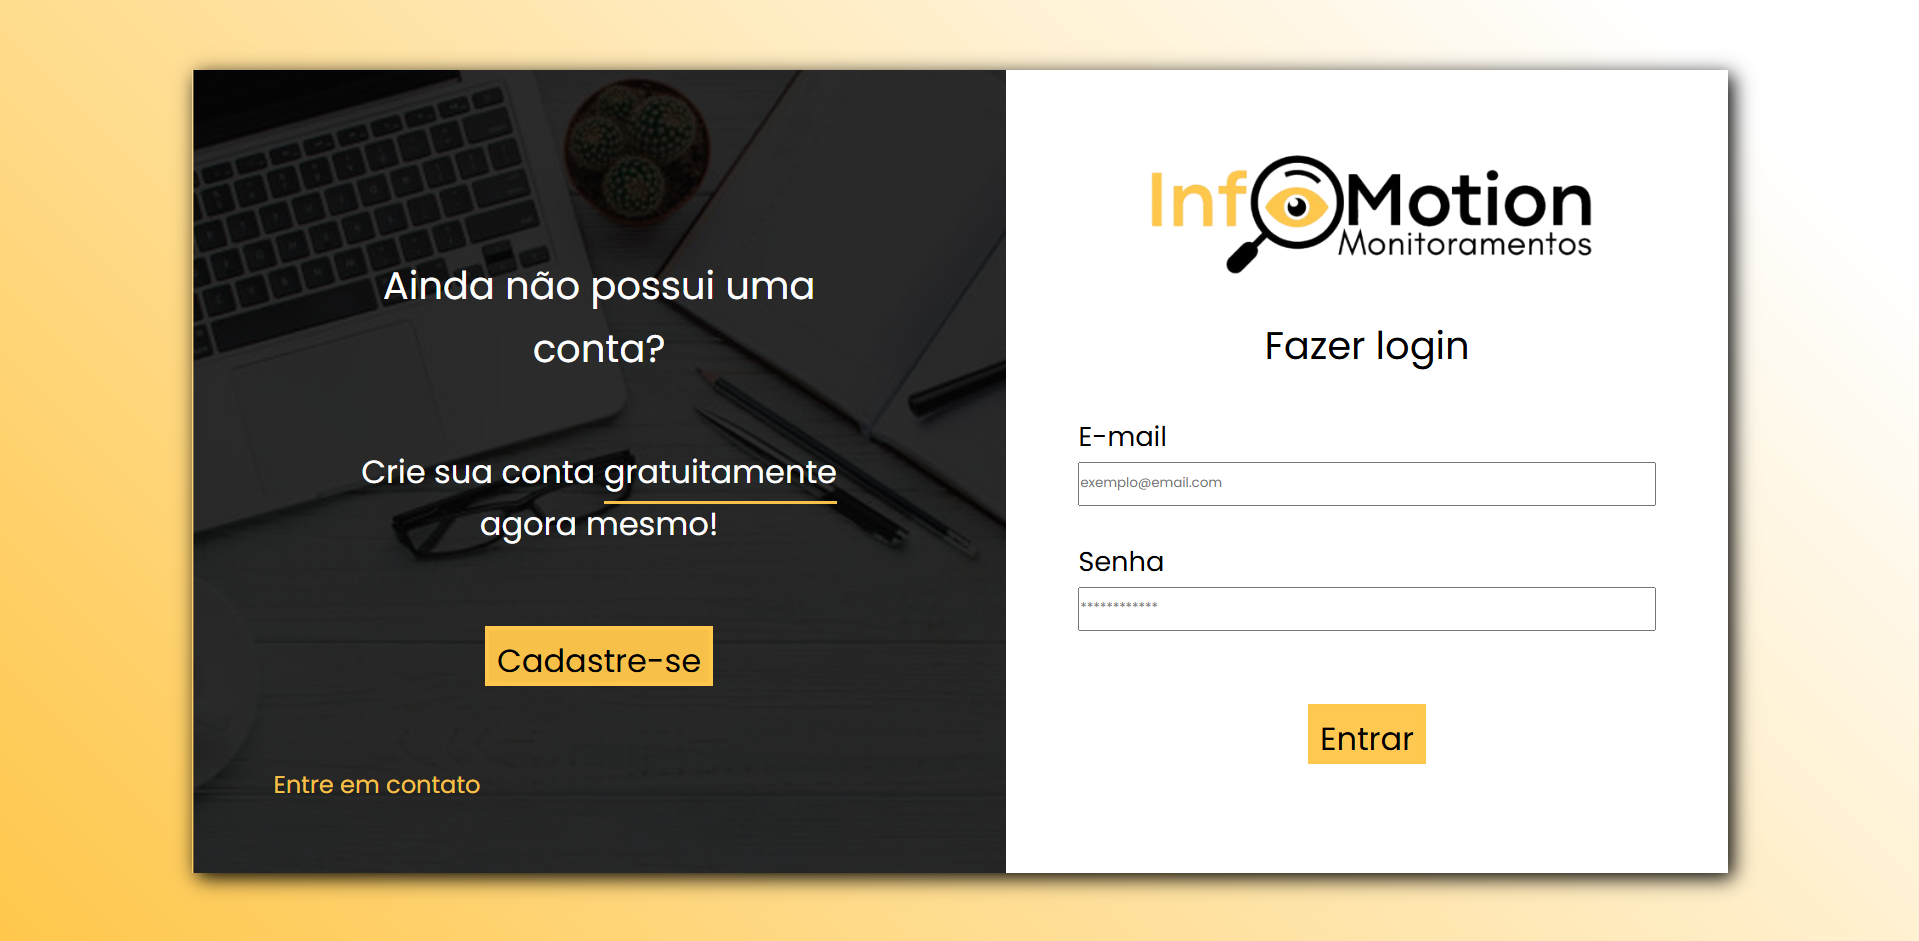 Ainda não possui uma
conta?
Crie sua conta gratuitamente
agora mesmo!
Cadastre-se
Entre em contato
InfoMotion
Monitoramentos
Fazer login
E-mail
exemplo@email.com
Senha
************
Entrar